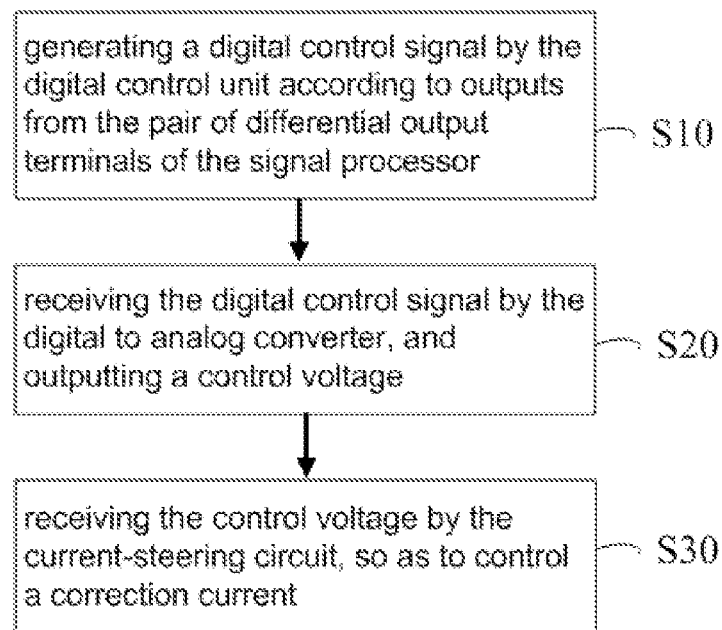 generating a digital control signal by the
digital control unit according to outputs
from the pair of differential output
terminals of the signal processor
S10
receiving the digital control signal by the
digital to analog converter, and
outputting a control voltage
S20
receiving the control voltage by the
current-steering circuit, so as to control
a correction current
S30